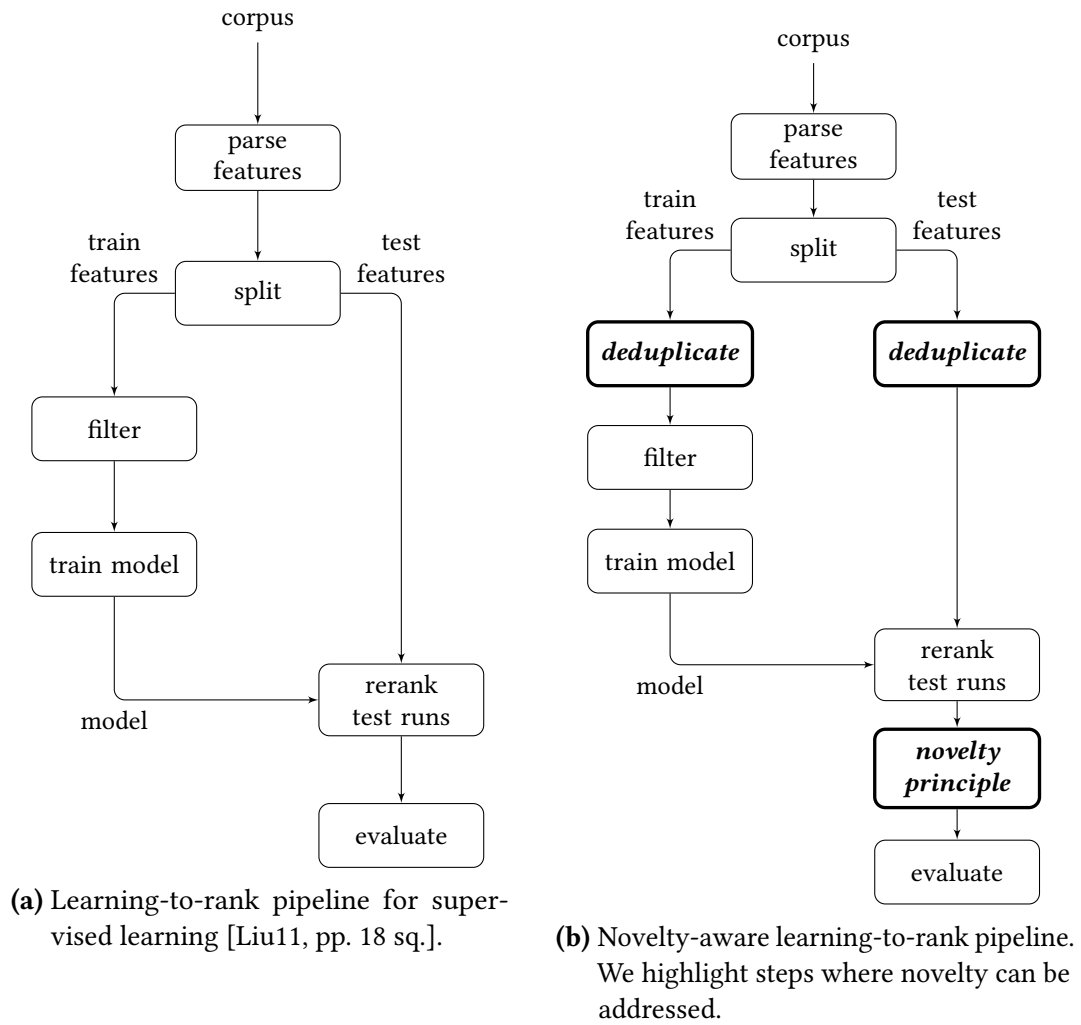 corpus
parse
features
train
features
test
features
split
filter
train model
model
rerank
test runs
evaluate
(a) Learning-to-rank pipeline for super-
vised learning [Liu11, pp. 18 sq.].
corpus
parse
features
train
features
test
features
split
deduplicate
deduplicate
filter
train model
model
rerank
test runs
novelty
principle
evaluate
(b) Novelty-aware learning-to-rank pipeline.
We highlight steps where novelty can be
addressed.